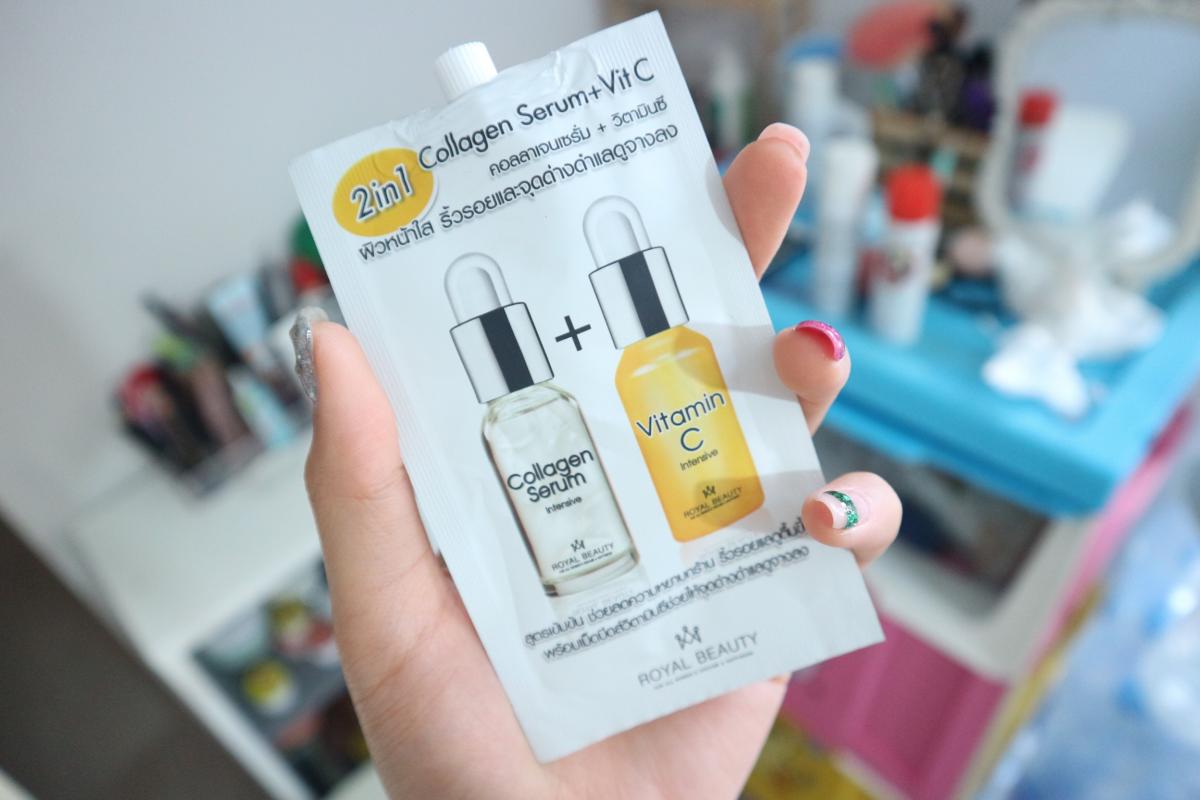 2in1 Collagen Serum+Vit C
คอลลาเจนเซรั่ม + วิตามินซี
ผิวหน้าใส ริ้วรอยและจุดด่างดำแลดูจางลง
+
Collagen
Serum
Intensive
ROYAL BEAUTY
Vitamin
C
Intensive
ROYAL BEAUTY
สูตรเข้มข้น ช่วยลดความหยาบกร้าน ริ้วรอยแลดูตื้นขึ้น
พร้อมเม็ดบีดส์วิตามินซีช่วยให้จุดด่างดำแลดูจางลง
ROYAL BEAUTY